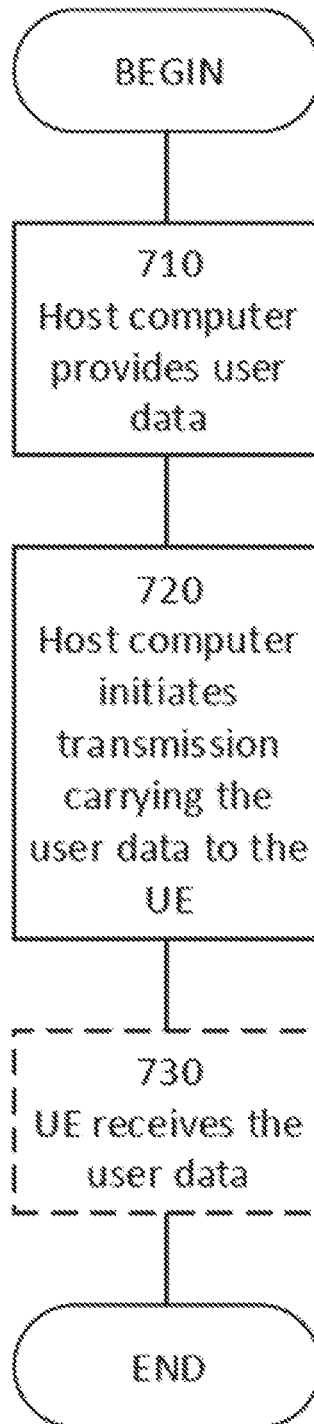 BEGIN
710
Host computer
provides user
data
720
Host computer
initiates
transmission
carrying the
user data to the
UE
730
UE receives the
user data
END